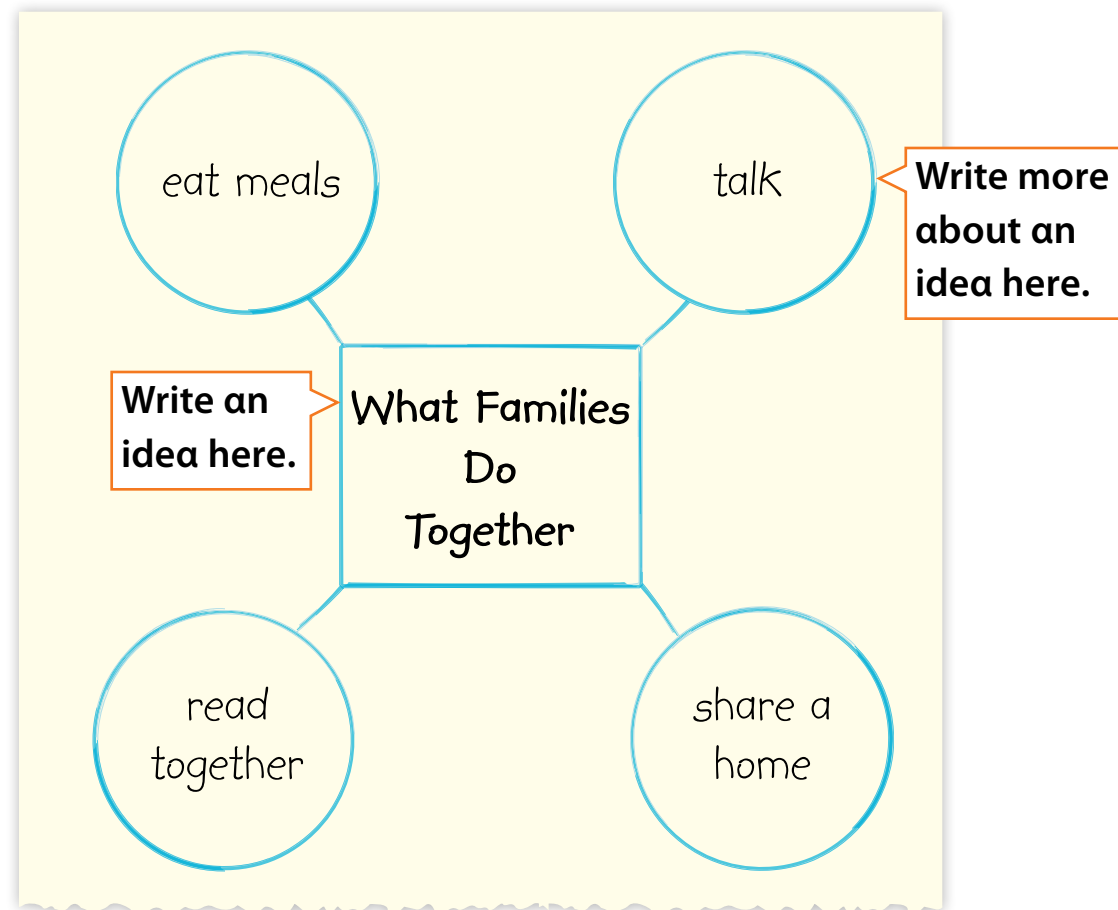 eat meals
talk
Write more
about an
idea here.
Write an
idea here.
What Families
Do
Together
read
together
share a
home